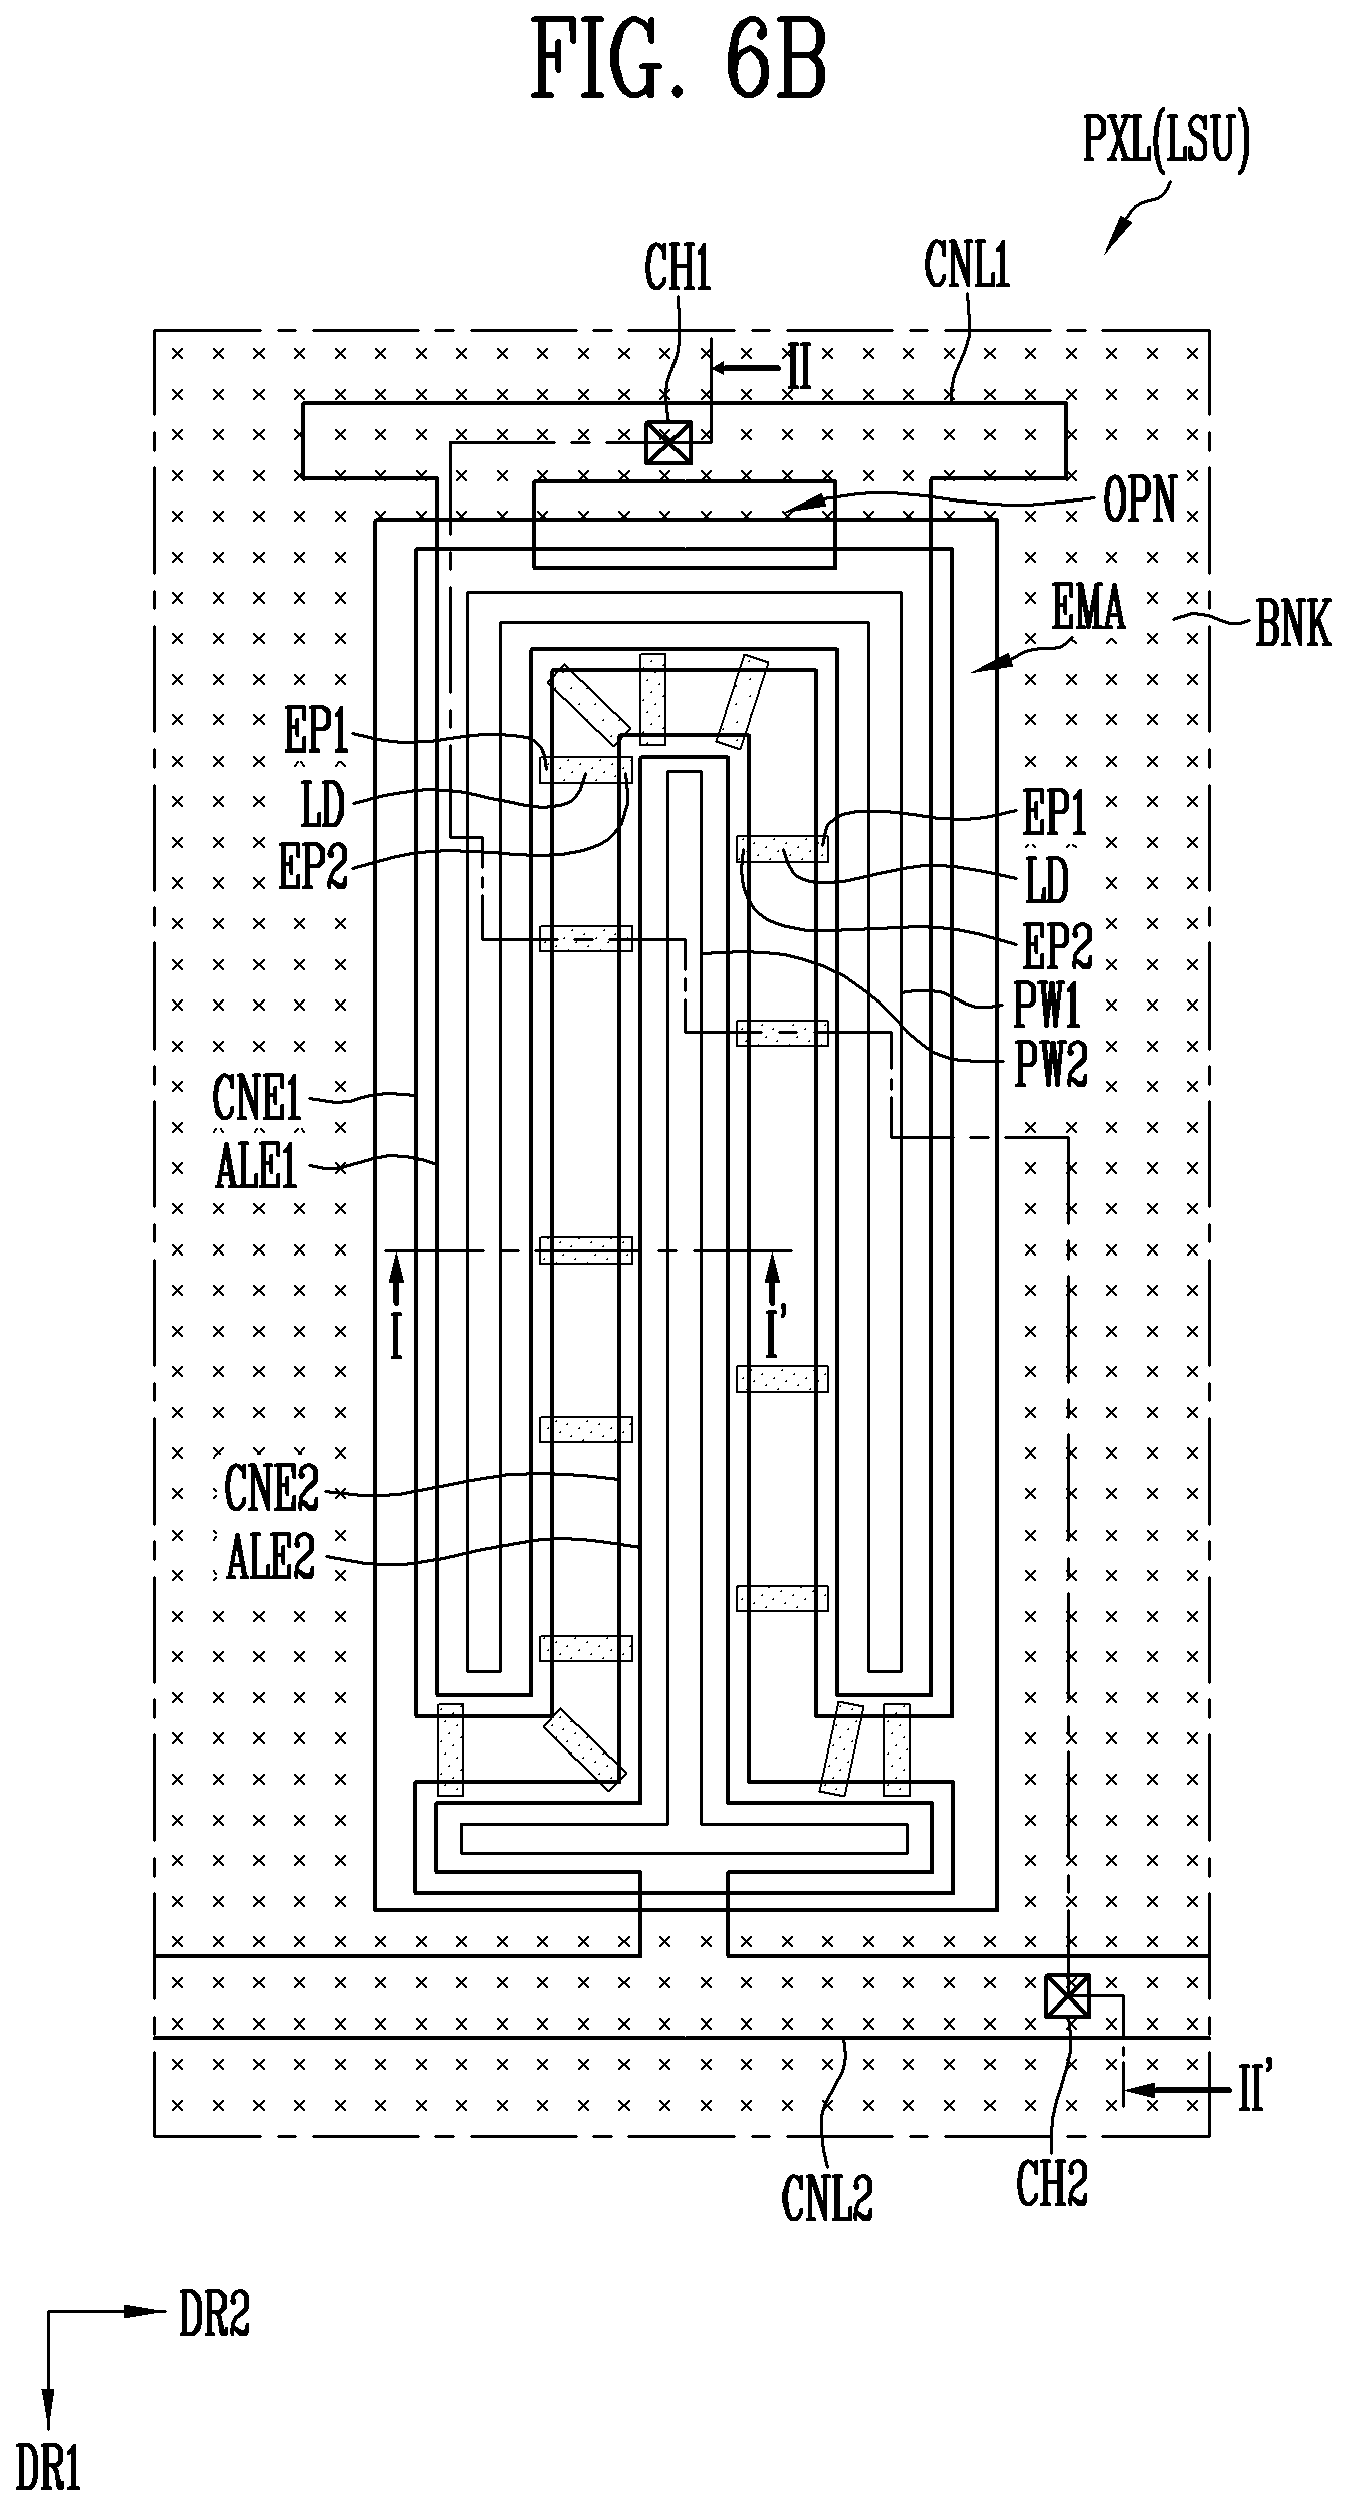 FIG. 6B
PXL(LSU)
CH1
CNL1
II
OPN
EMA
BNK
EP1
LD
EP2
EP1
LD
EP2
PW1
PW2
CNE1
ALE1
I
I'
CNE2
ALE2
II'
CNL2
CH2
DR2
DR1